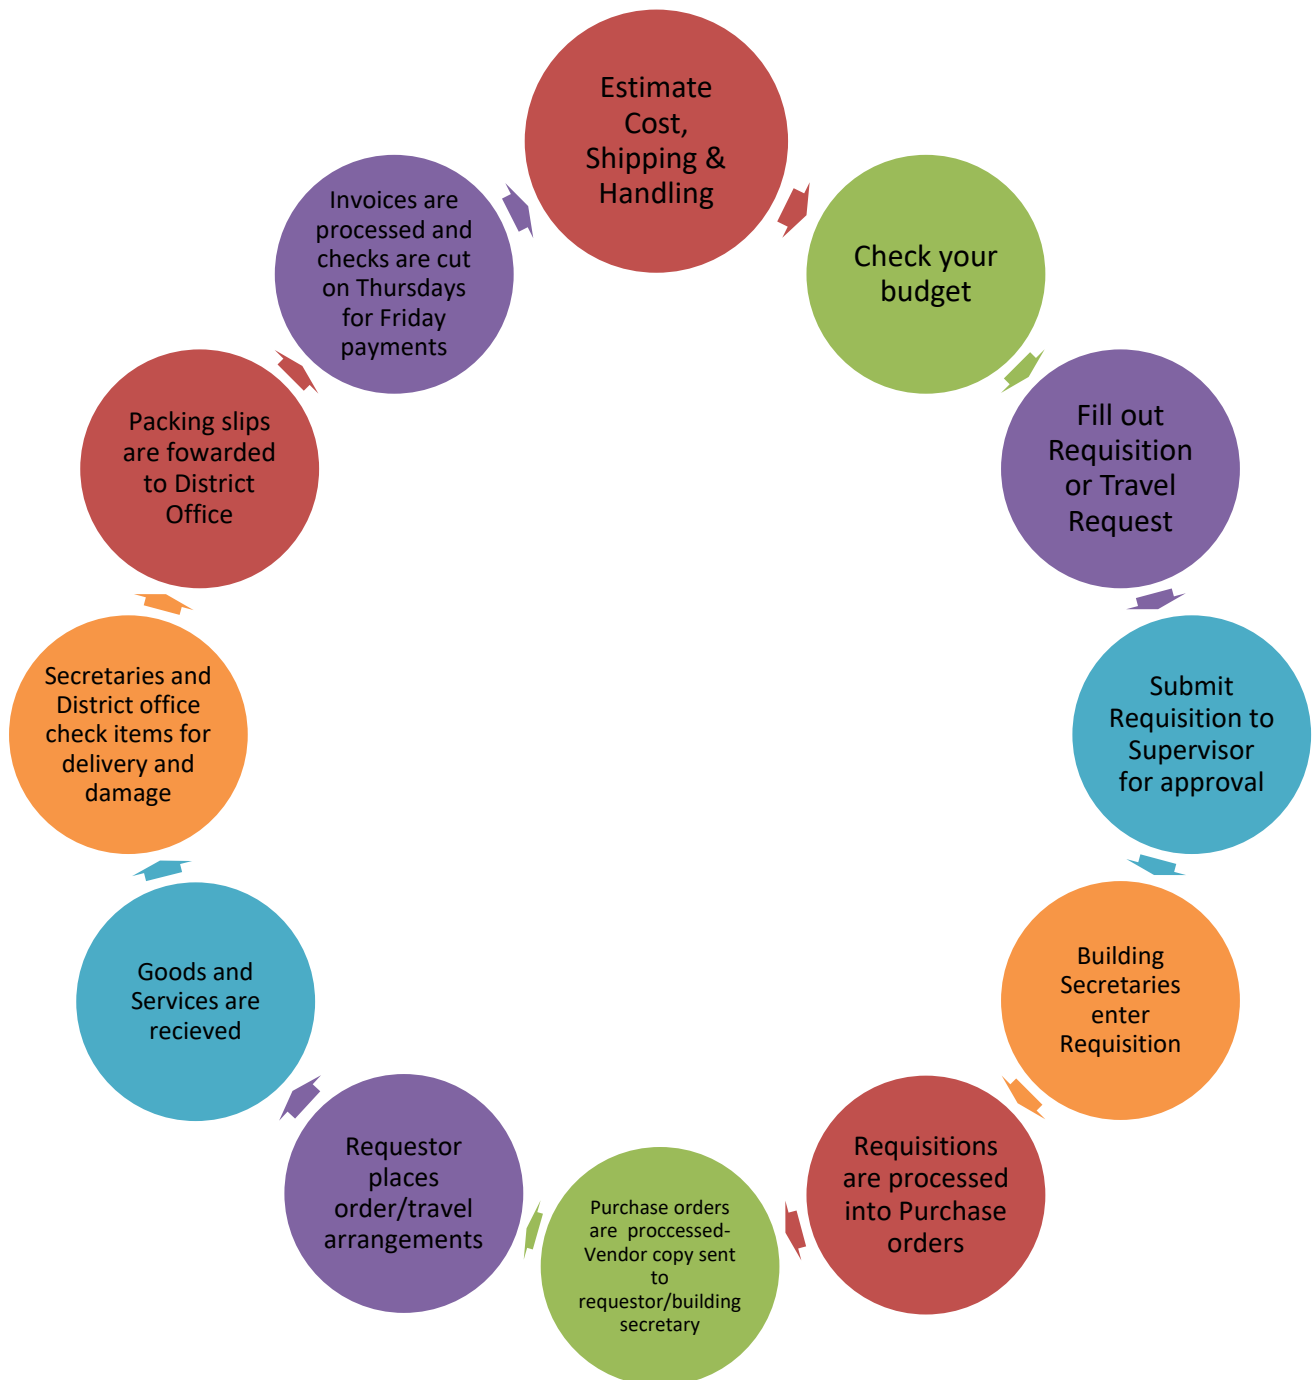 Estimate
Cost,
Shipping &
Handling
Check your
budget
Fill out
Requisition
or Travel
Request
Submit
Requisition to
Supervisor
for approval
Building
Secretaries
enter
Requisition
Requisitions
are processed
into Purchase
orders
Purchase orders
are proccessed-
Vendor copy sent
to
requestor/building
secretary
Requestor
places
order/travel
arrangements
Goods and
Services are
recieved
Secretaries and
District office
check items for
delivery and
damage
Packing slips
are fowarded
to District
Office
Invoices are
processed and
checks are cut
on Thursdays
for Friday
payments